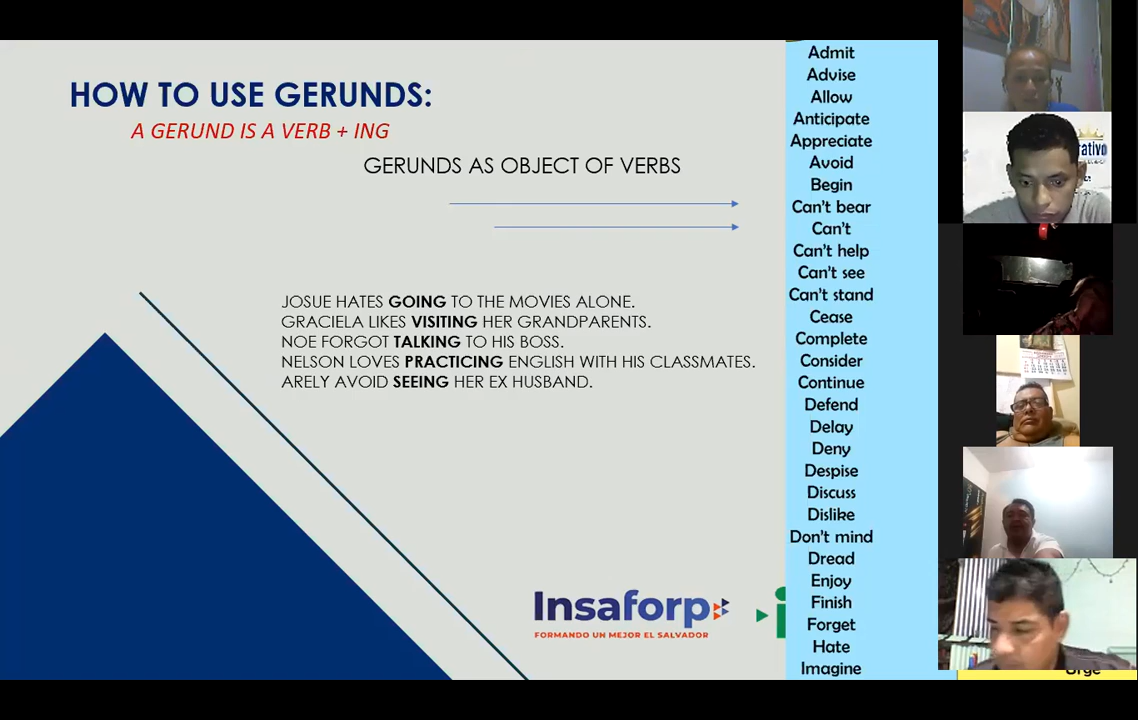 HOW TO USE GERUNDS:
A GERUND IS A VERB + ING
GERUNDS AS OBJECT OF VERBS
JOSUE HATES GOING TO THE MOVIES ALONE.
GRACIELA LIKES VISITING HER GRANDPARENTS.
NOE FORGOT TALKING TO HIS BOSS.
NELSON LOVES PRACTICING ENGLISH WITH HIS CLASSMATES.
ARELY AVOID SEEING HER EX HUSBAND.
Insaforp
FORMANDO UN MEJOR EL SALVADOR
Admit
Advise
Allow
Anticipate
Appreciate
Avoid
Begin
Can't bear
Can't
Can't help
Can't see
Can't stand
Cease
Complete
Consider
Continue
Defend
Delay
Deny
Despise
Discuss
Dislike
Don't mind
Dread
Enjoy
Finish
Forget
Hate
Imagine
Urge